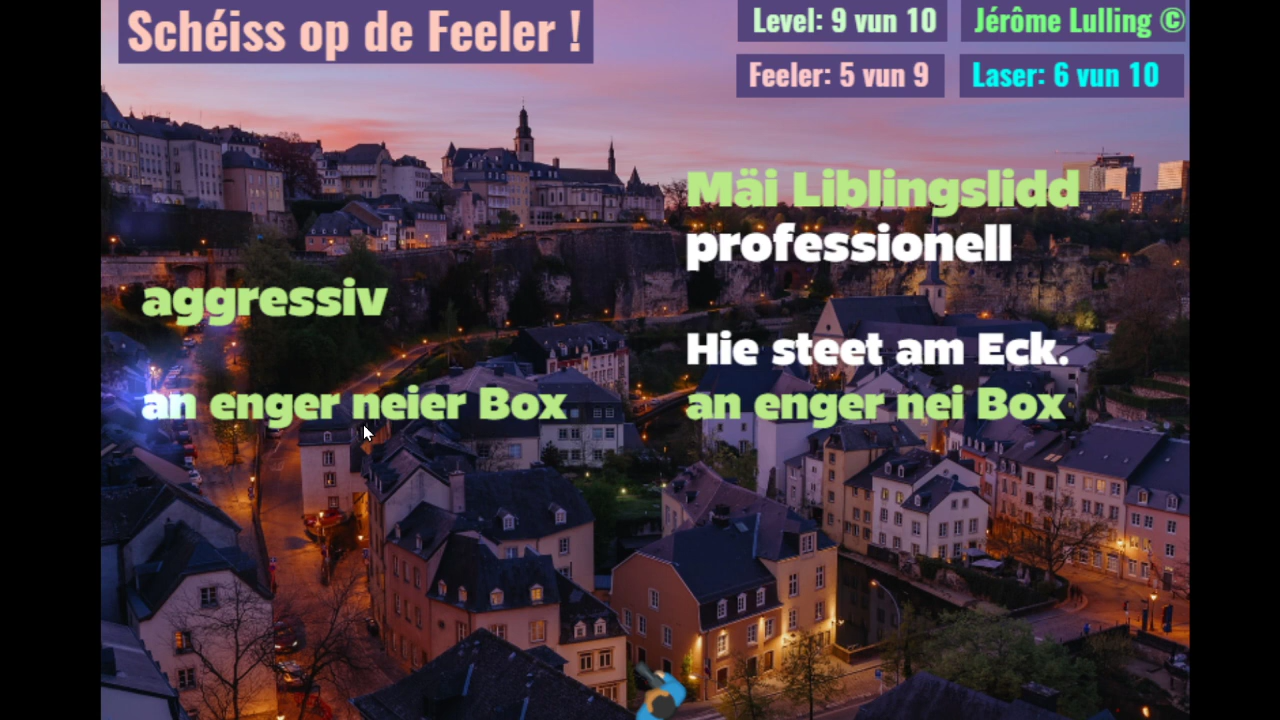 Schéiss op de Feeler !
Level: 9 vun 10
Jérôme Lulling ©
Feeler: 5 vun 9
Laser: 6 vun 10
Mäi Liblingslidd
professionell
aggressiv
Hie steet am Eck.
an enger neier Box
an enger nei Box